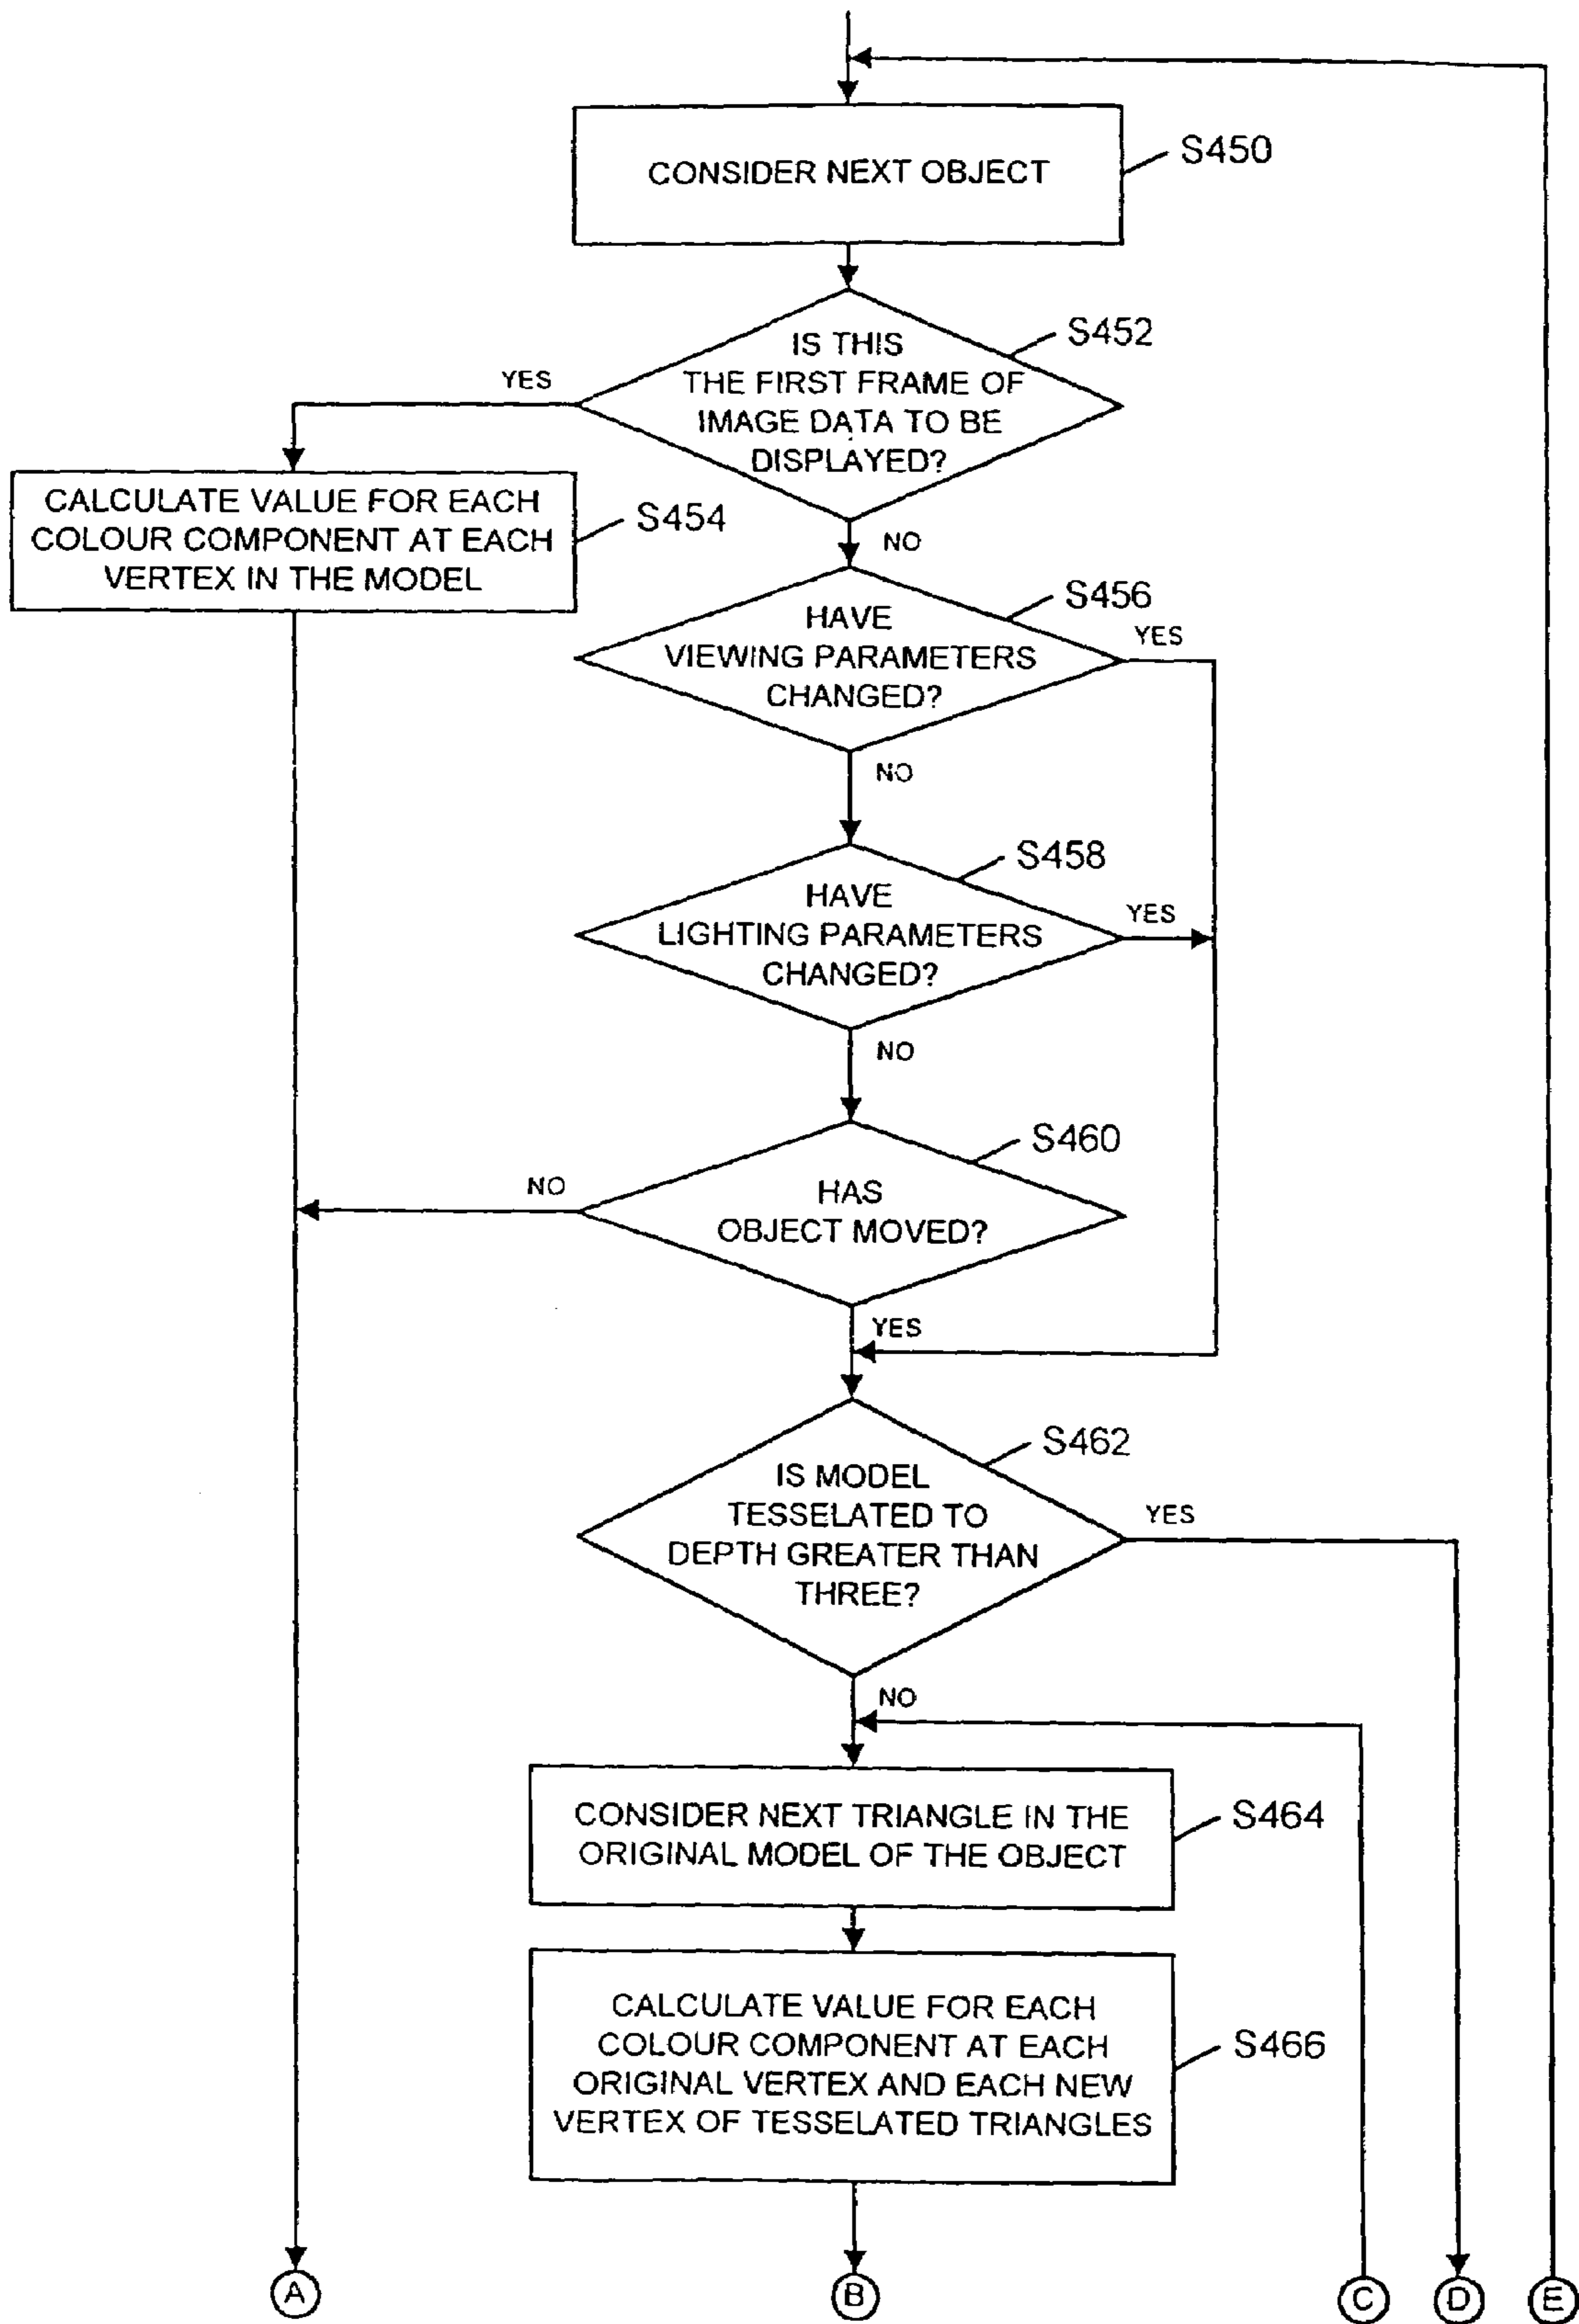 CONSIDER NEXT OBJECT
S450
IS THIS
THE FIRST FRAME OF
IMAGE DATA TO BE
DISPLAYED?
S452
YES
NO
CALCULATE VALUE FOR EACH
COLOUR COMPONENT AT EACH
VERTEX IN THE MODEL
S454
HAVE
VIEWING PARAMETERS
CHANGED?
S456
YES
NO
HAVE
LIGHTING PARAMETERS
CHANGED?
S458
YES
NO
HAS
OBJECT MOVED?
S460
NO
YES
IS MODEL
TESSELATED TO
DEPTH GREATER THAN
THREE?
S462
YES
NO
CONSIDER NEXT TRIANGLE IN THE
ORIGINAL MODEL OF THE OBJECT
S464
CALCULATE VALUE FOR EACH
COLOUR COMPONENT AT EACH
ORIGINAL VERTEX AND EACH NEW
VERTEX OF TESSELATED TRIANGLES
S466
A
B
C
D
E